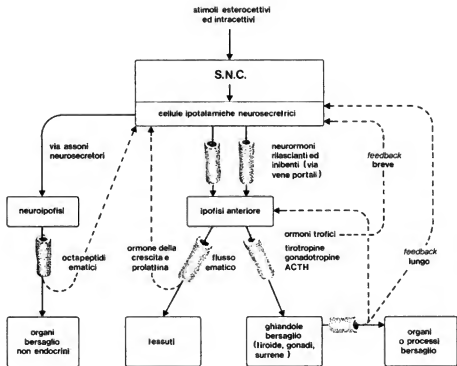 stimoli esterocettivi
ed intracettivi
S.N.C.
cellule ipotalamiche neurosecretrici
via assoni
neurosecretori
neurormoni
rilascianti ed
inibenti (via
vene portali)
feedback
breve
neuroipofisi
ipofisi anteriore
octapeptidi
ematici
ormone della
crescita e
prolattina
flusso
ematico
ormoni trofici
tirotropine
gonadotropine
ACTH
feedback
lungo
organi
bersaglio
non endocrini
tessuti
ghiandole
bersaglio
(tiroide, gonadi,
surrene)
organi
o processi
bersaglio